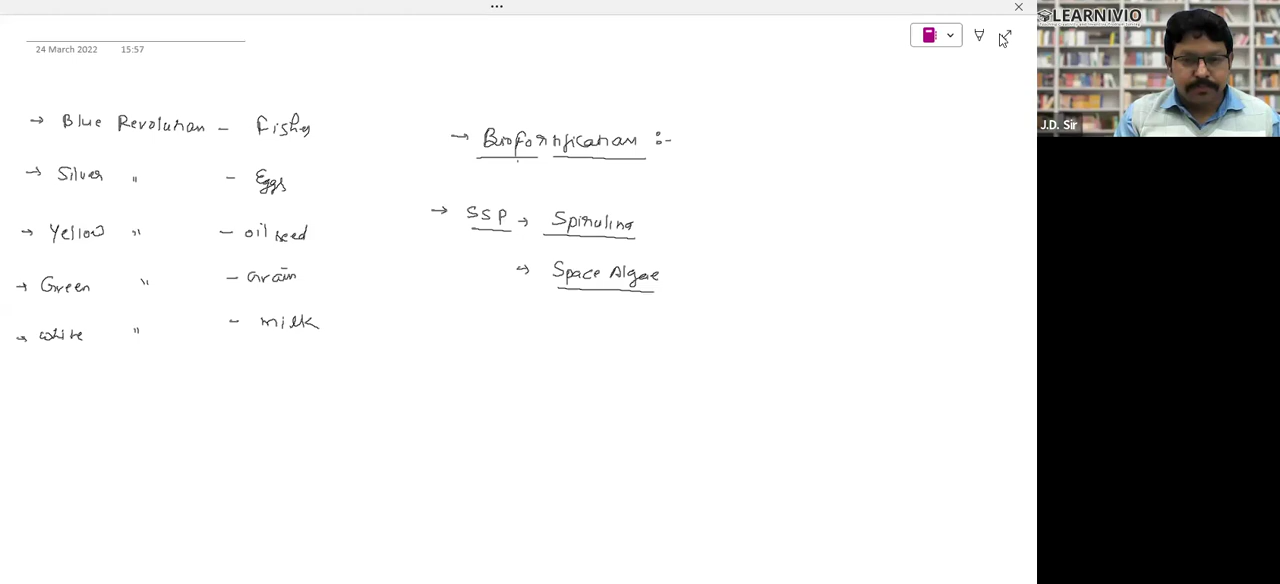 24 March 2022 15:57
→ Blue Revolution - Fishes
→ Silver " - Eggs
→ Yellow " - oil seed
→ Green " - Grain
→ White " - milk
→ Biofortification :-
→ SSP → Spirulina
→ Space Algae
LEARNIVIO
J.D. Sir